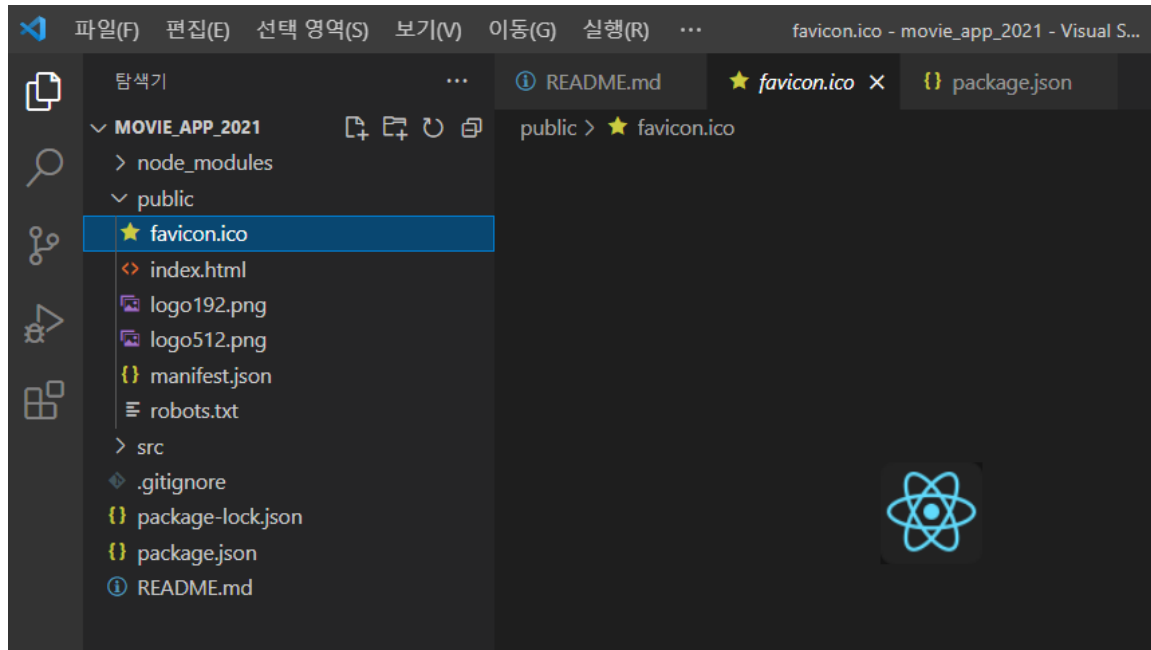 파일(F) 편집(E) 선택 영역(S) 보기(V) 이동(G) 실행(R) ··· favicon.ico - movie_app_2021 - Visual S...
탐색기 ···
README.md favicon.ico × {} package.json
MOVIE_APP_2021
public > favicon.ico
> node_modules
public
favicon.ico
<> index.html
logo192.png
logo512.png
{} manifest.json
robots.txt
> src
.gitignore
{} package-lock.json
{} package.json
README.md